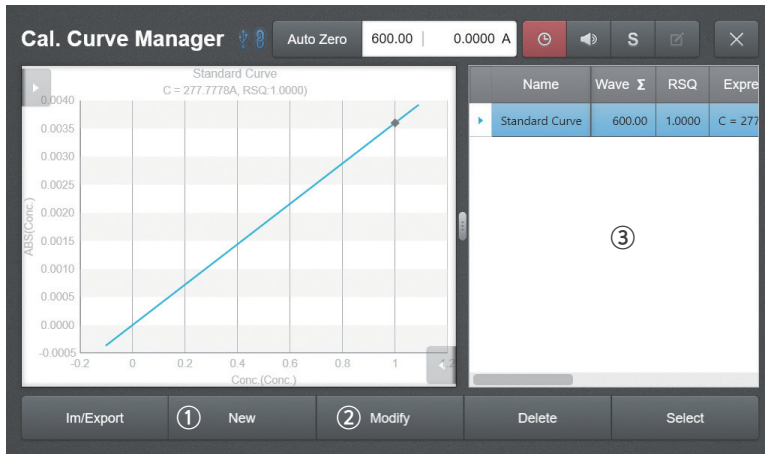 Cal. Curve Manager Auto Zero 600.00 0.0000 A S
Standard Curve
C = 277.7778A, RSQ:1.0000)
0.0040
0.0035
0.0030
0.0025
0.0020
0.0015
0.0010
0.0005
0.0000
-0.0005
ABS(Conc.)
-0.2 0 0.2 0.4 0.6 0.8 1 1.2
Conc.(Conc.)
Name Wave Σ RSQ Expre
Standard Curve 600.00 1.0000 C = 277
③
Im/Export ① New ② Modify Delete Select